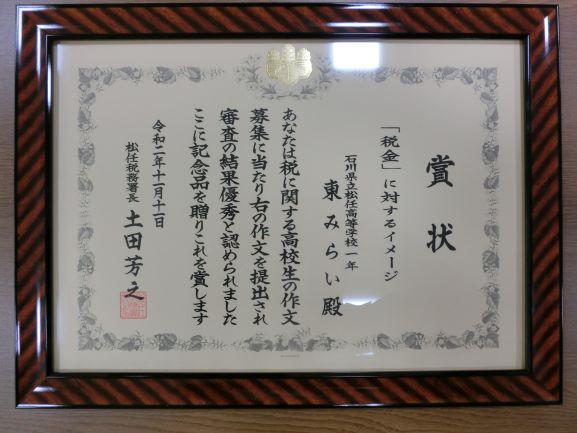 賞状
「税金」に対するイメージ
石川県立松任高等学校 一年
東 みらい 殿
あなたは税に関する高校生の作文
募集に当たり右の作文を提出され
審査の結果優秀と認められました
ここに記念品を贈りこれを賞します
令和二年十一月十一日
松任税務署長 土田芳之